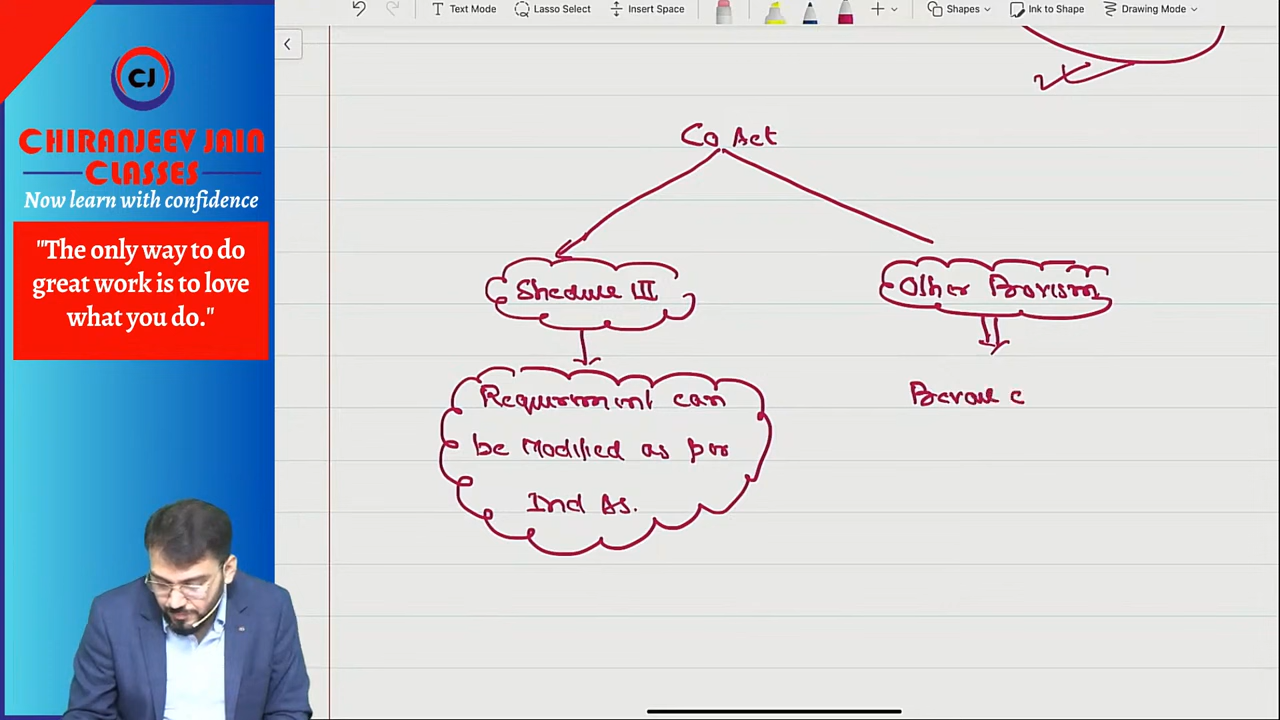 Text Mode
Lasso Select
Insert Space
Shapes
Ink to Shape
Drawing Mode
CJ
CHIRANJEEV JAIN
CLASSES
Now learn with confidence
"The only way to do
great work is to love
what you do."
Co Act
Shedule III
Other Provision
Requirment can
be Modified as per
Ind As.